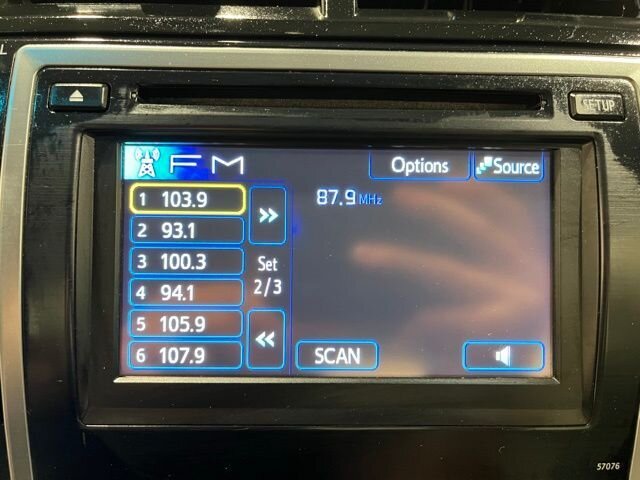 L
SETUP
FM
Options
Source
1 103.9
87.9 MHz
2 93.1
3 100.3
Set
2/3
4 94.1
5 105.9
6 107.9
SCAN
57076